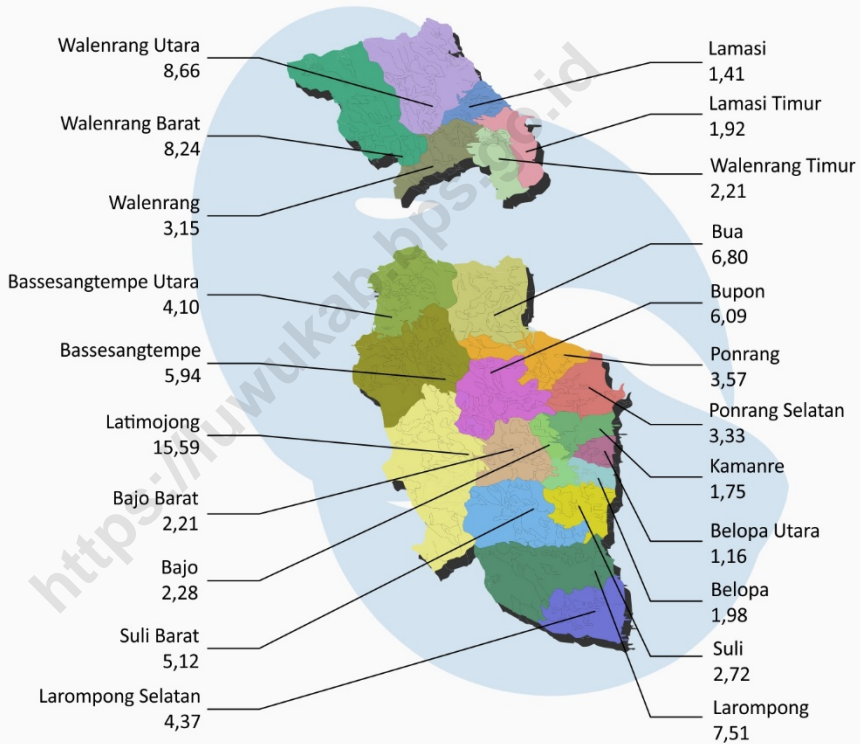 Walenrang Utara
8,66
Walenrang Barat
8,24
Walenrang
3,15
Bassesangtempe Utara
4,10
Bassesangtempe
5,94
Latimojong
15,59
Bajo Barat
2,21
Bajo
2,28
Suli Barat
5,12
Larompong Selatan
4,37
Lamasi
1,41
Lamasi Timur
1,92
Walenrang Timur
2,21
Bua
6,80
Bupon
6,09
Ponrang
3,57
Ponrang Selatan
3,33
Kamanre
1,75
Belopa Utara
1,16
Belopa
1,98
Suli
2,72
Larompong
7,51
https://luwukab.bps.go.id